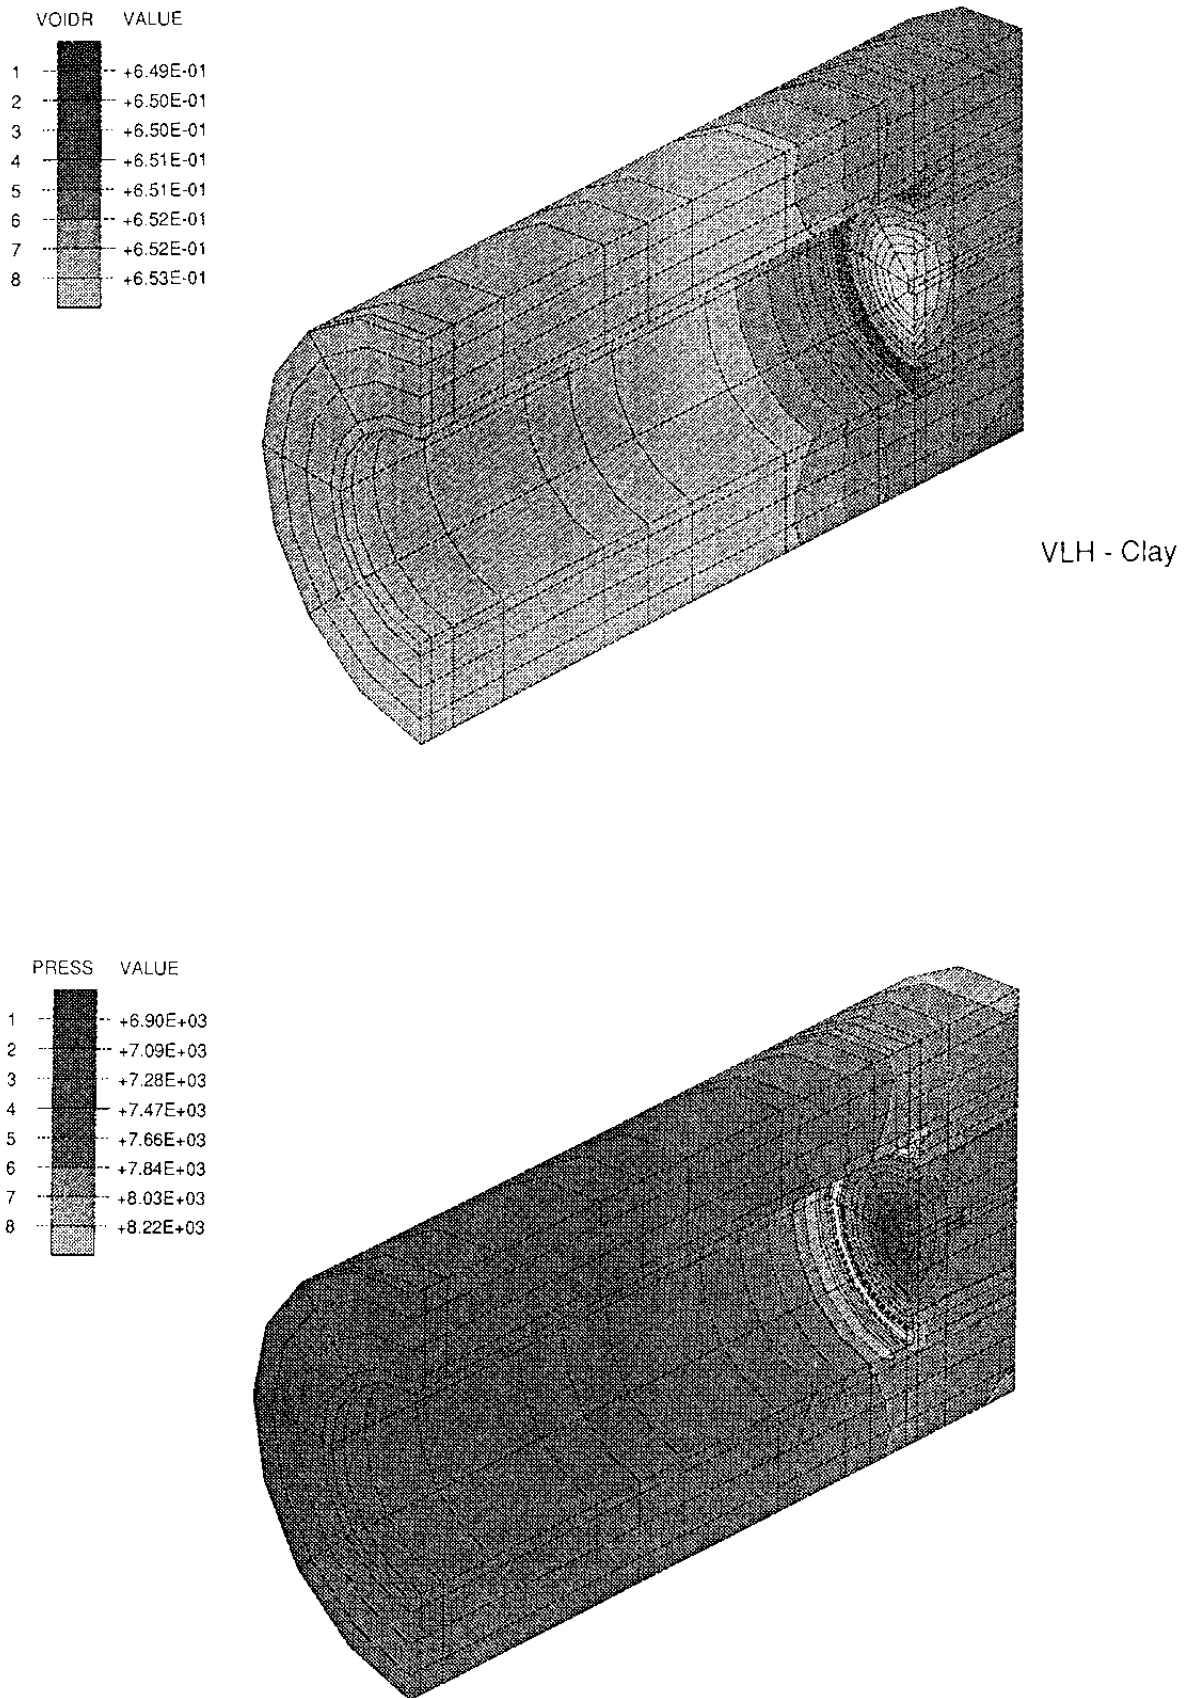 VOIDR VALUE
1 +6.49E-01
2 +6.50E-01
3 +6.50E-01
4 +6.51E-01
5 +6.51E-01
6 +6.52E-01
7 +6.52E-01
8 +6.53E-01
VLH - Clay
PRESS VALUE
1 +6.90E+03
2 +7.09E+03
3 +7.28E+03
4 +7.47E+03
5 +7.66E+03
6 +7.84E+03
7 +8.03E+03
8 +8.22E+03